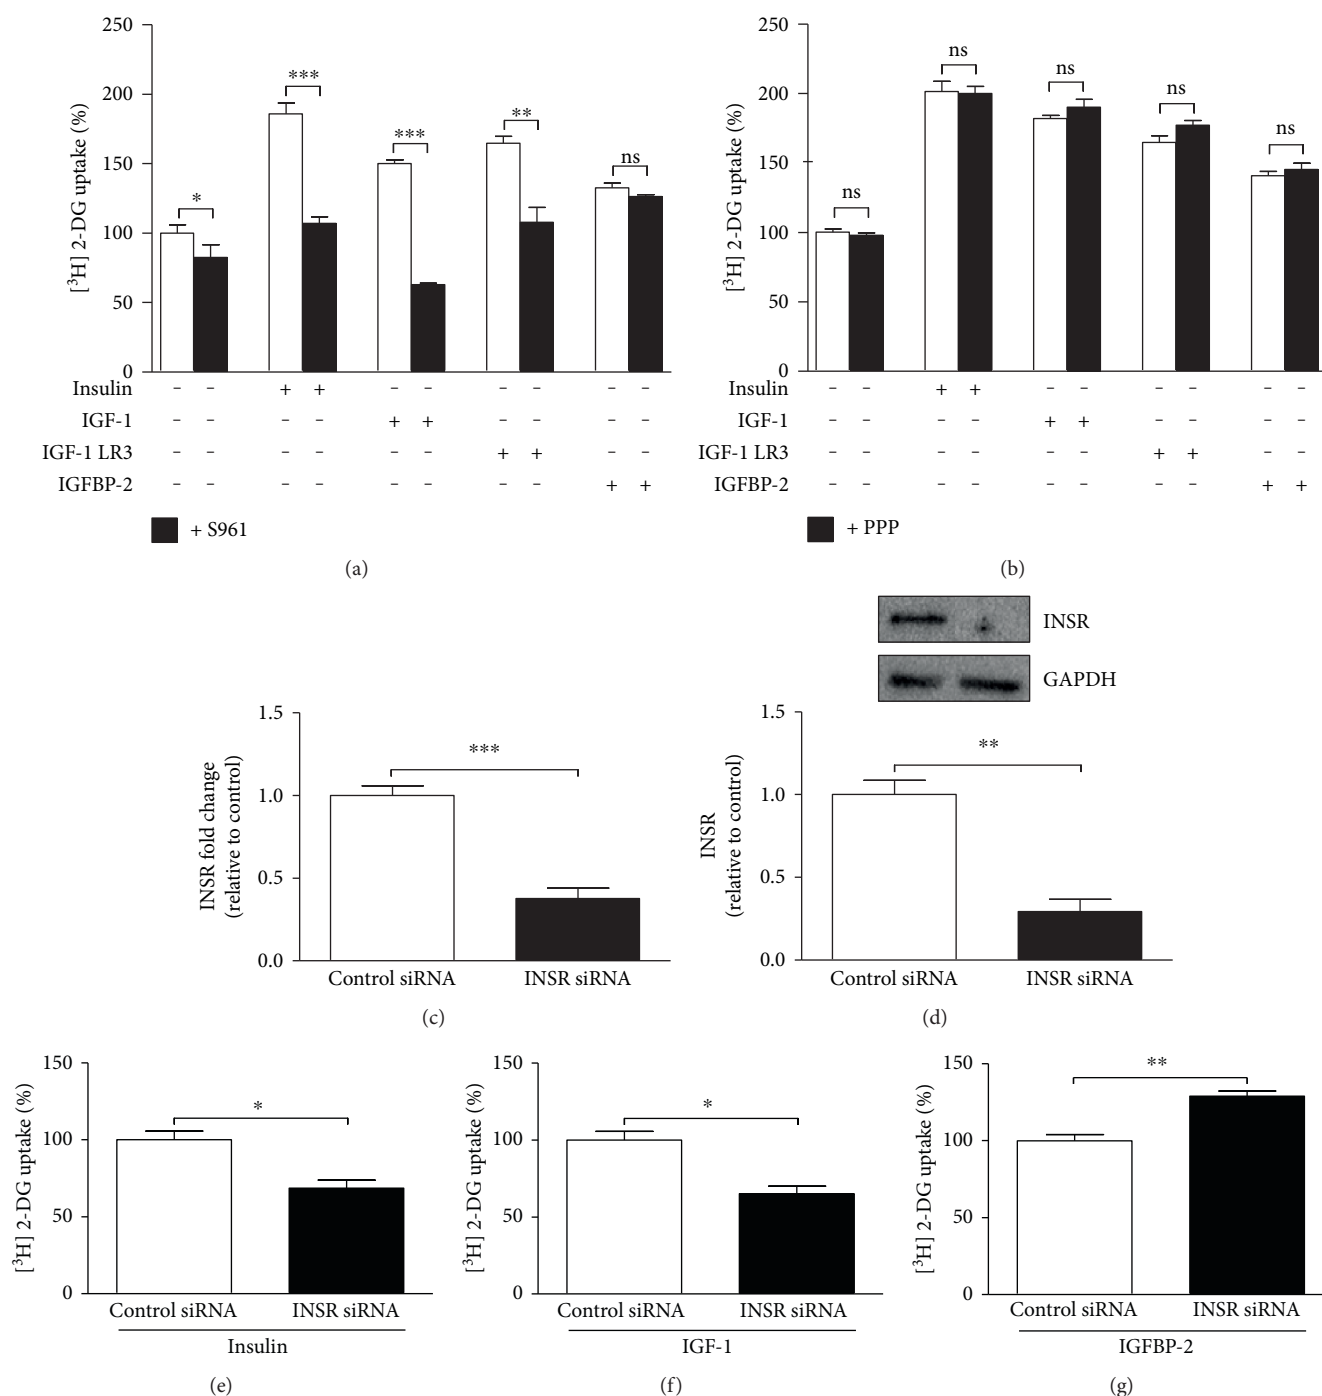 250
200
150
100
50
0
[³H] 2-DG uptake (%)
*
***
***
**
ns
Insulin – – + + – – – – – –
IGF-1 – – – – + + – – – –
IGF-1 LR3 – – – – – – + + – –
IGFBP-2 – – – – – – – – + +
+ S961
(a)
250
200
150
100
50
0
[³H] 2-DG uptake (%)
ns
ns
ns
ns
ns
Insulin – – + + – – – – – –
IGF-1 – – – – + + – – – –
IGF-1 LR3 – – – – – – + + – –
IGFBP-2 – – – – – – – – + +
+ PPP
(b)
1.5
1.0
0.5
0.0
INSR fold change
(relative to control)
***
Control siRNA INSR siRNA
(c)
INSR
GAPDH
1.5
1.0
0.5
0.0
INSR
(relative to control)
**
Control siRNA INSR siRNA
(d)
150
100
50
0
[³H] 2-DG uptake (%)
*
Control siRNA INSR siRNA
Insulin
(e)
150
100
50
0
[³H] 2-DG uptake (%)
*
Control siRNA INSR siRNA
IGF-1
(f)
150
100
50
0
[³H] 2-DG uptake (%)
**
Control siRNA INSR siRNA
IGFBP-2
(g)